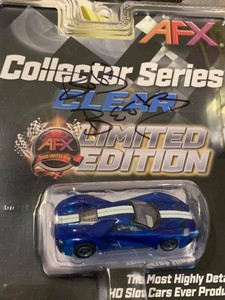 AFX
Collector Series
CLEAR
AFX
LIMITED
EDITION
The Most Highly Deta
HO Slot Cars Ever Produ